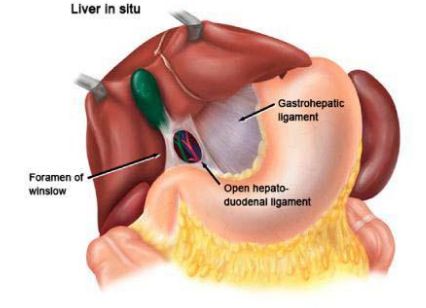 Liver in situ
Gastrohepatic
ligament
Foramen of
winslow
Open hepato-
duodenal ligament